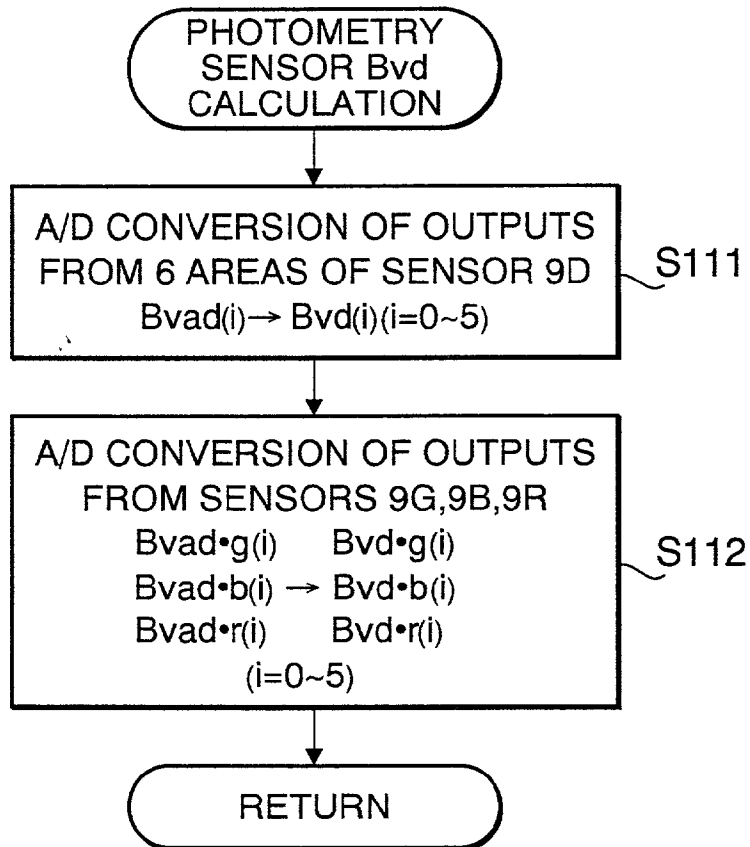 PHOTOMETRY
SENSOR Bvd
CALCULATION
A/D CONVERSION OF OUTPUTS
FROM 6 AREAS OF SENSOR 9D
Bvad(i)→ Bvd(i)(i=0~5)
S111
A/D CONVERSION OF OUTPUTS
FROM SENSORS 9G,9B,9R
Bvad•g(i) Bvd•g(i)
Bvad•b(i) → Bvd•b(i)
Bvad•r(i) Bvd•r(i)
(i=0~5)
S112
RETURN